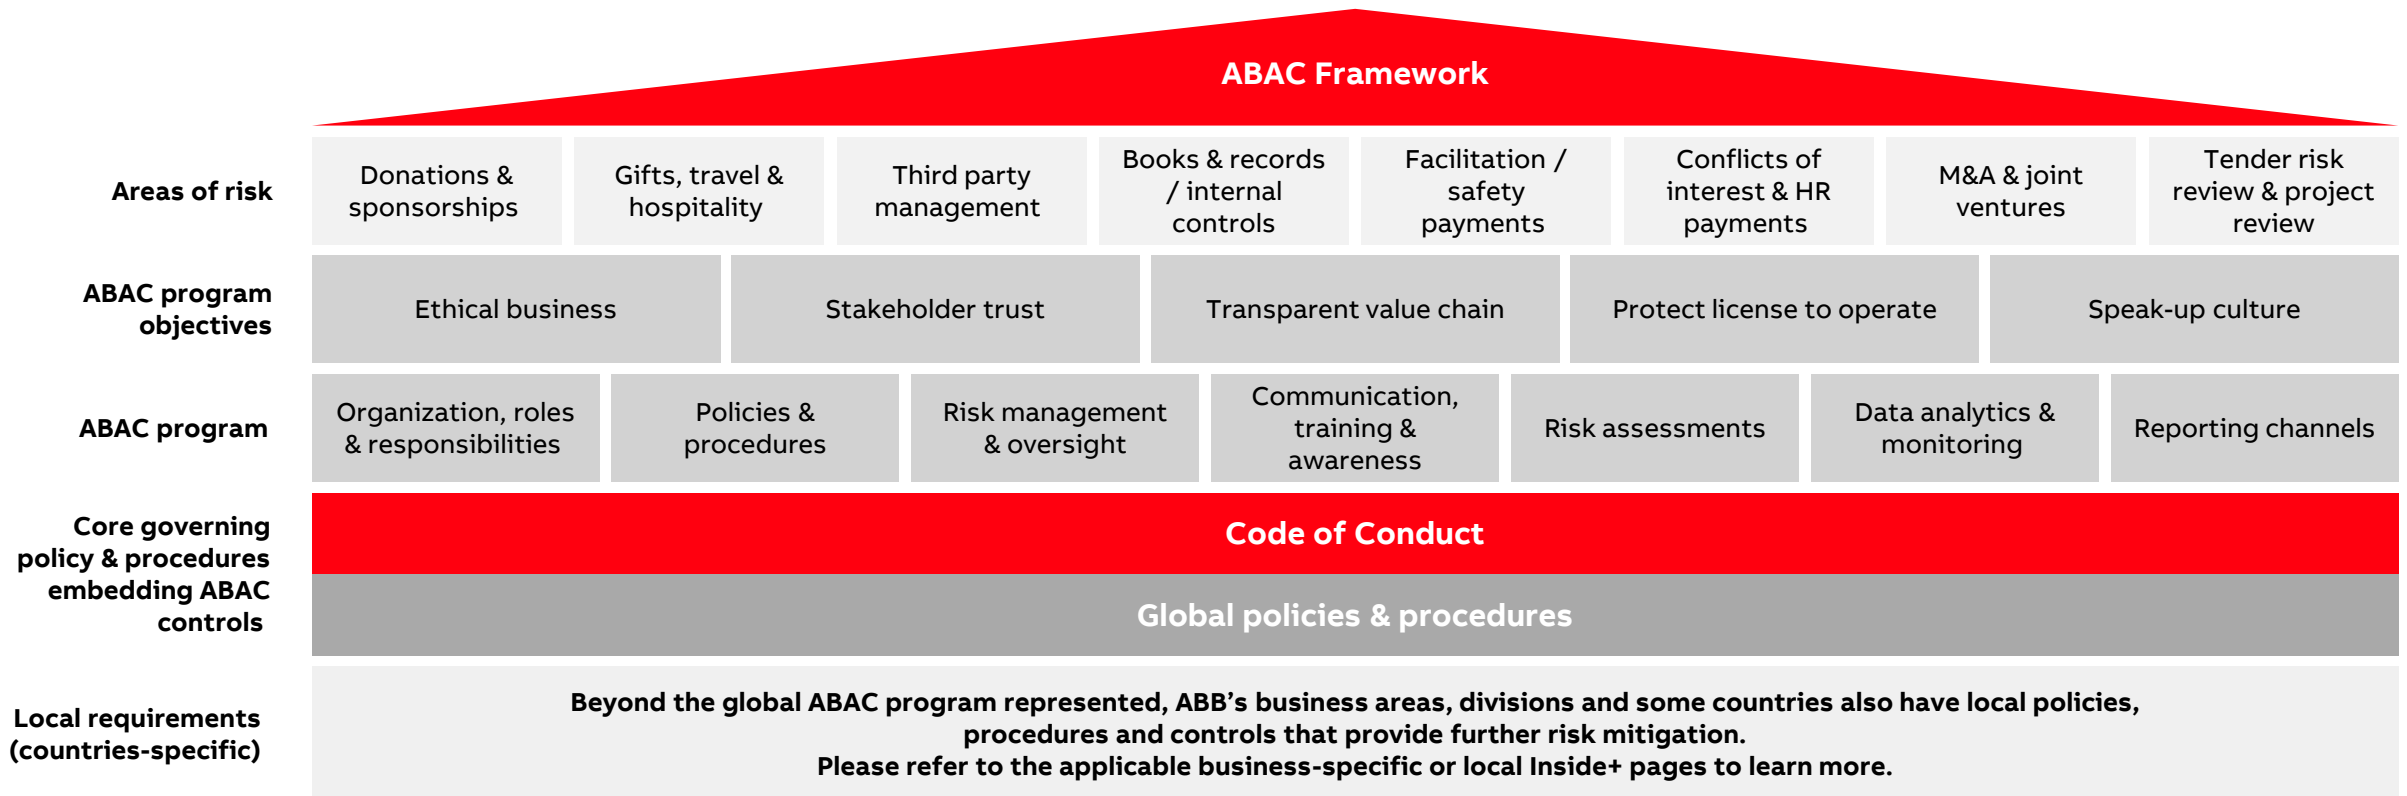 ABAC Framework
Areas of risk
Donations &
sponsorships
Gifts, travel &
hospitality
Third party
management
Books & records
/ internal
controls
Facilitation /
safety
payments
Conflicts of
interest & HR
payments
M&A & joint
ventures
Tender risk
review & project
review
ABAC program
objectives
Ethical business
Stakeholder trust
Transparent value chain
Protect license to operate
Speak-up culture
ABAC program
Organization, roles
& responsibilities
Policies &
procedures
Risk management
& oversight
Communication,
training &
awareness
Risk assessments
Data analytics &
monitoring
Reporting channels
Core governing
policy & procedures
embedding ABAC
controls
Code of Conduct
Global policies & procedures
Local requirements
(countries-specific)
Beyond the global ABAC program represented, ABB's business areas, divisions and some countries also have local policies,
procedures and controls that provide further risk mitigation.
Please refer to the applicable business-specific or local Inside+ pages to learn more.